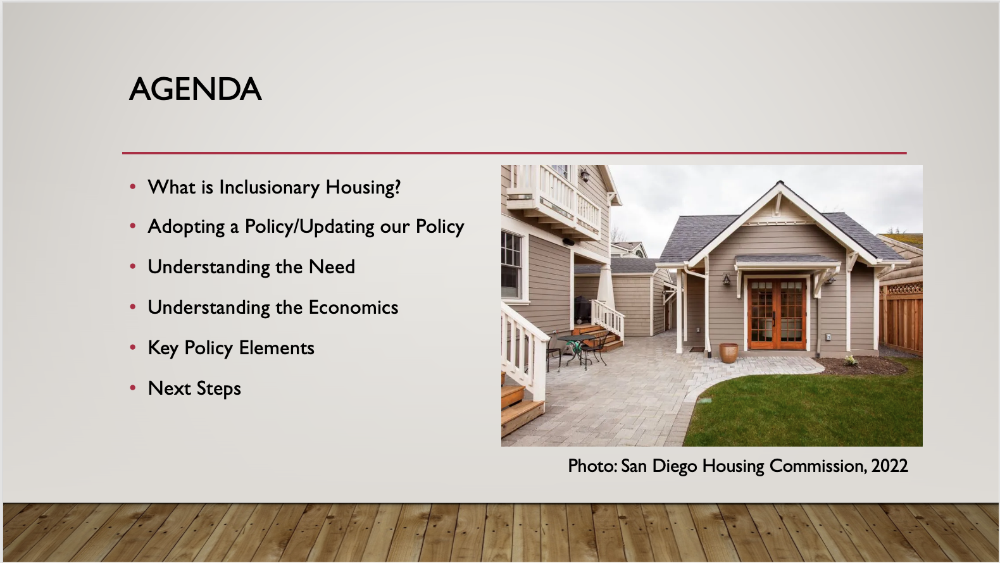 AGENDA
What is Inclusionary Housing?
Adopting a Policy/Updating our Policy
Understanding the Need
Understanding the Economics
Key Policy Elements
Next Steps
Photo: San Diego Housing Commission, 2022